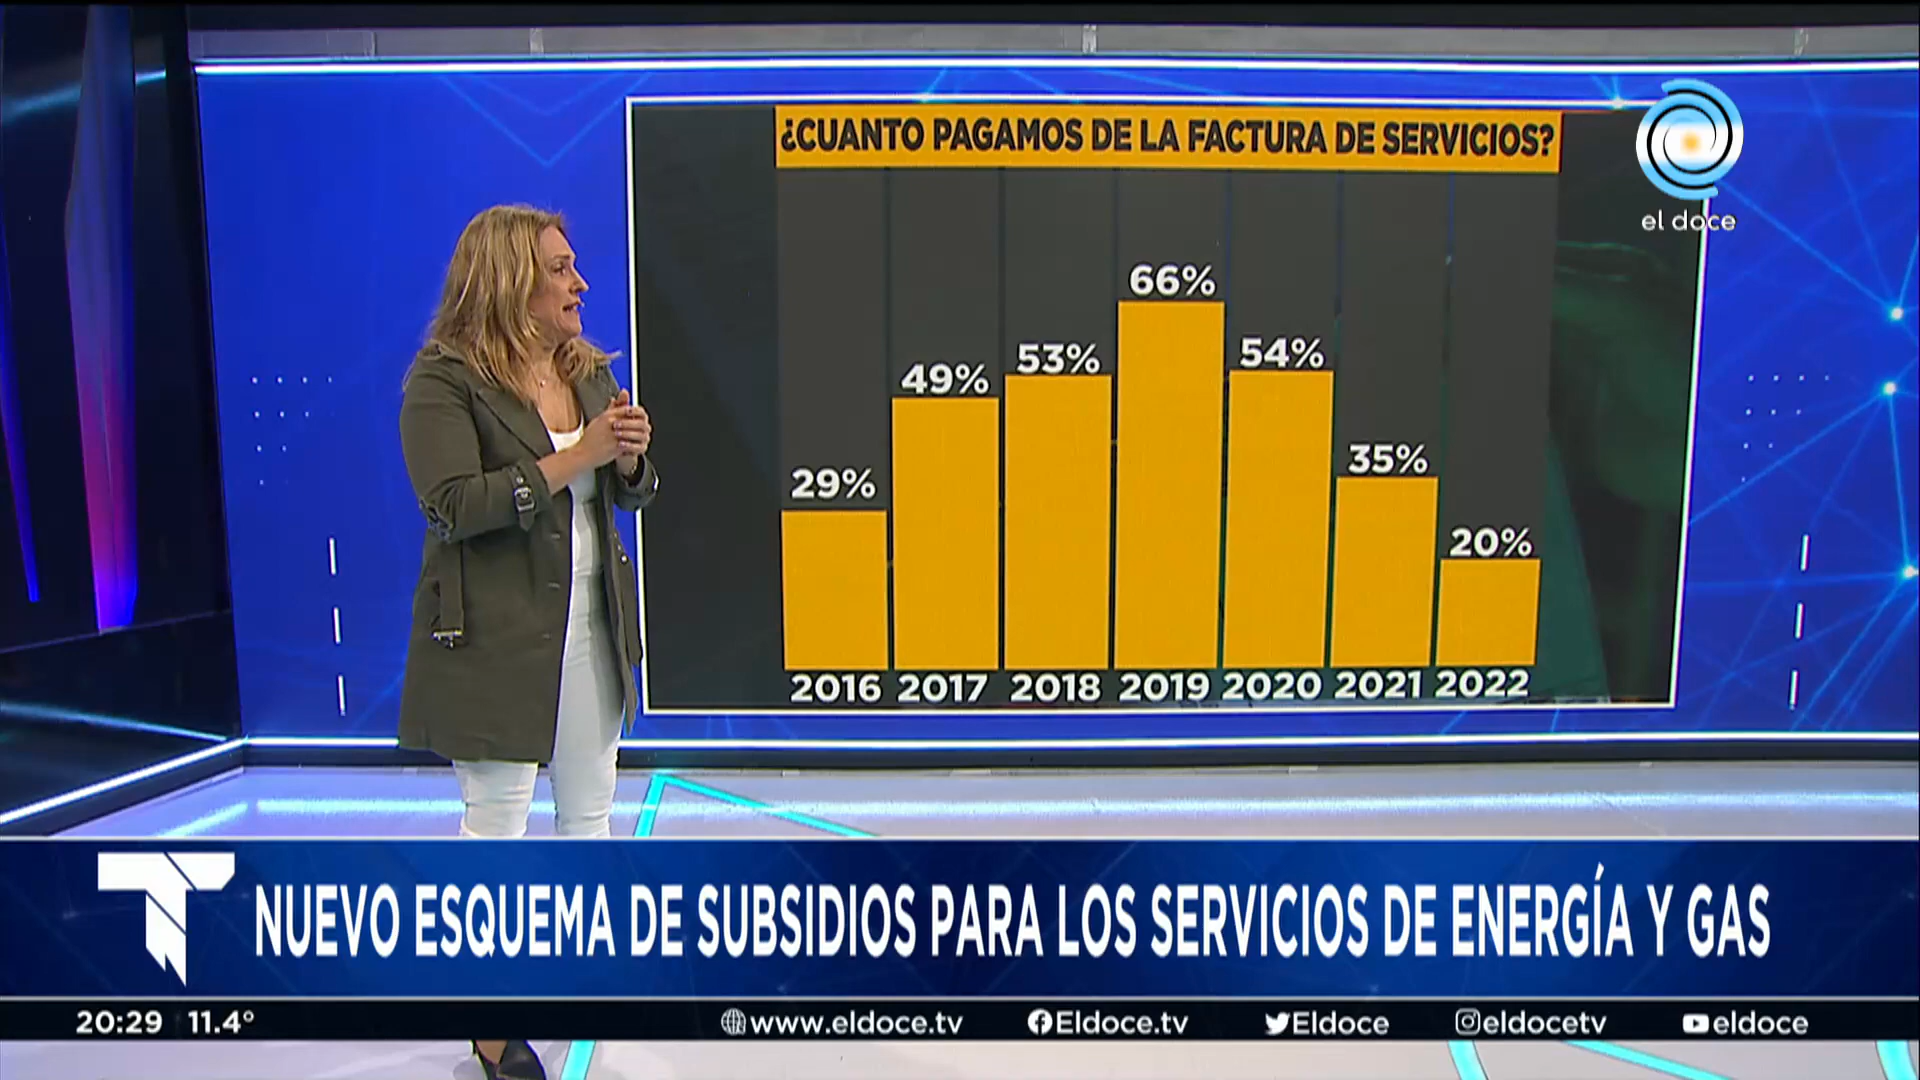 ¿CUANTO PAGAMOS DE LA FACTURA DE SERVICIOS?
el doce
29% 49% 53% 66% 54% 35% 20%
2016 2017 2018 2019 2020 2021 2022
NUEVO ESQUEMA DE SUBSIDIOS PARA LOS SERVICIOS DE ENERGÍA Y GAS
20:29 11.4° www.eldoce.tv Eldoce.tv Eldoce eldocetv eldoce